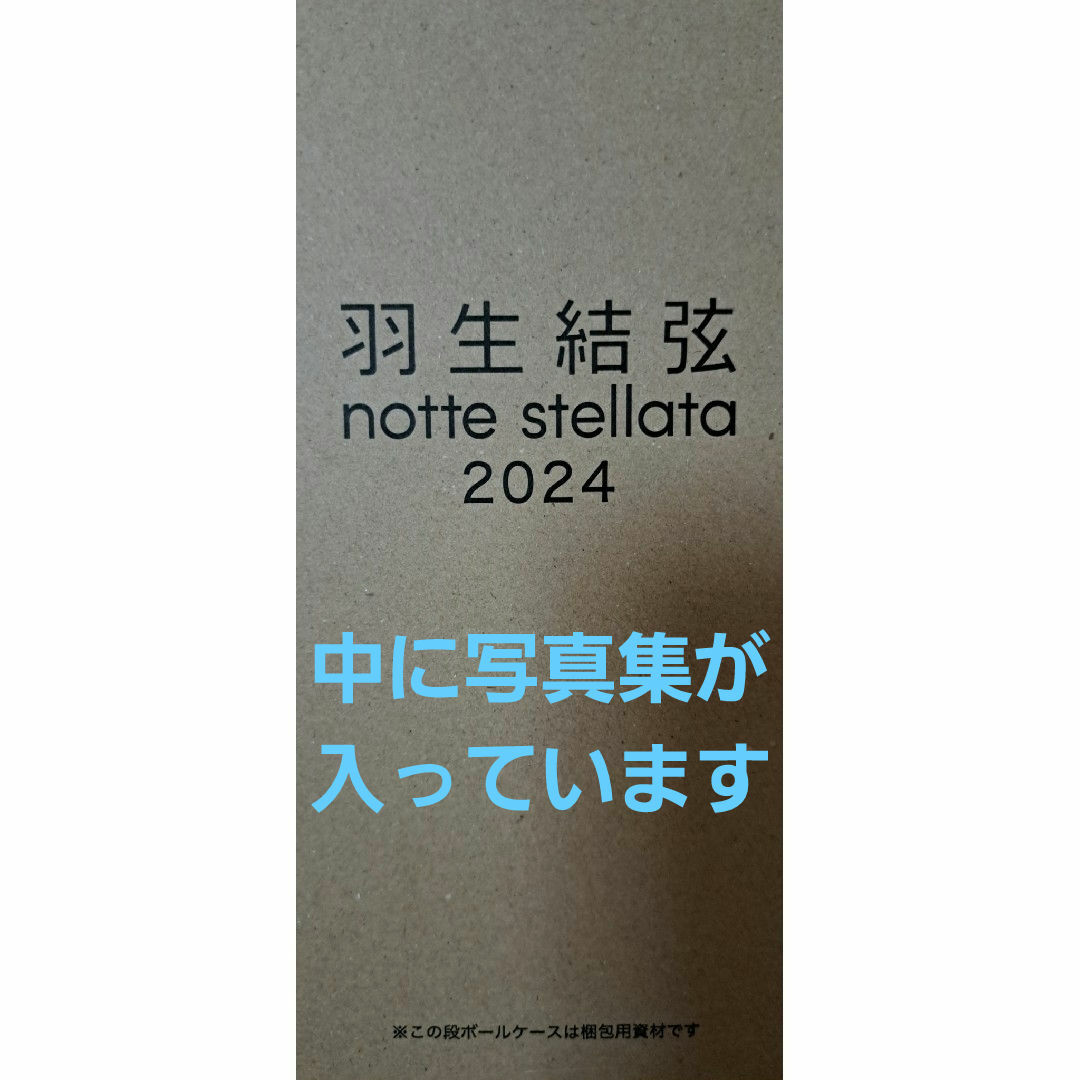 羽生結弦
notte stellata
2024
中に写真集が
入っています
※この段ボールケースは梱包用資材です